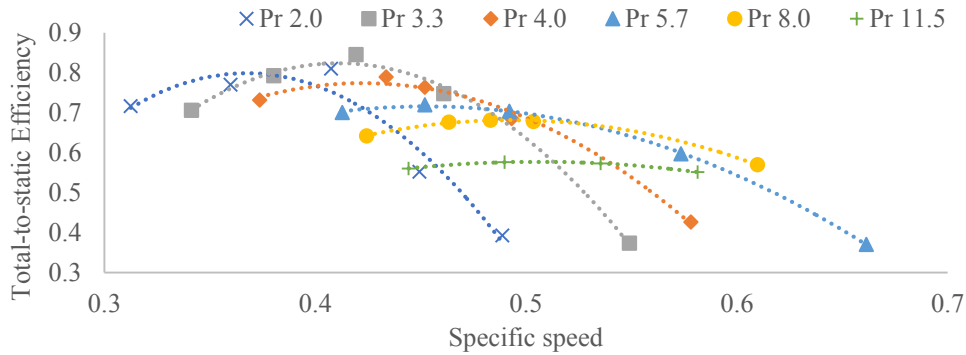 Pr 2.0 Pr 3.3 Pr 4.0 Pr 5.7 Pr 8.0 Pr 11.5
Total-to-static Efficiency
0.9
0.8
0.7
0.6
0.5
0.4
0.3
0.3 0.4 0.5 0.6 0.7
Specific speed